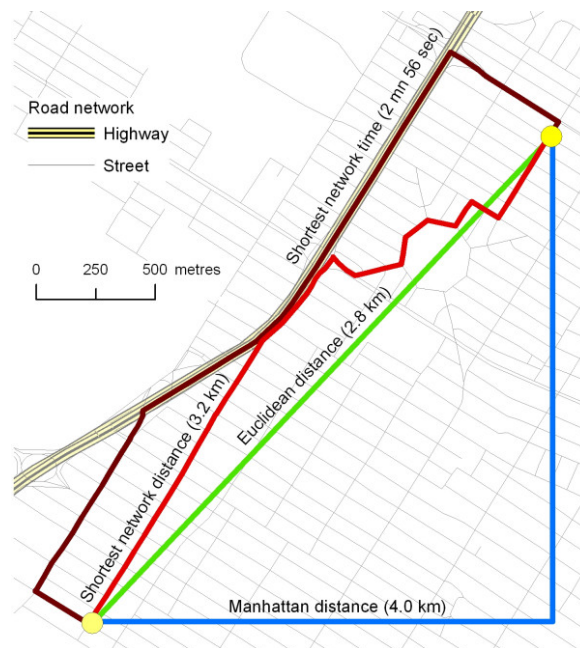 Road network
Highway
Street
0 250 500 metres
Shortest network time (2 mn 56 sec)
Shortest network distance (3.2 km)
Euclidean distance (2.8 km)
Manhattan distance (4.0 km)